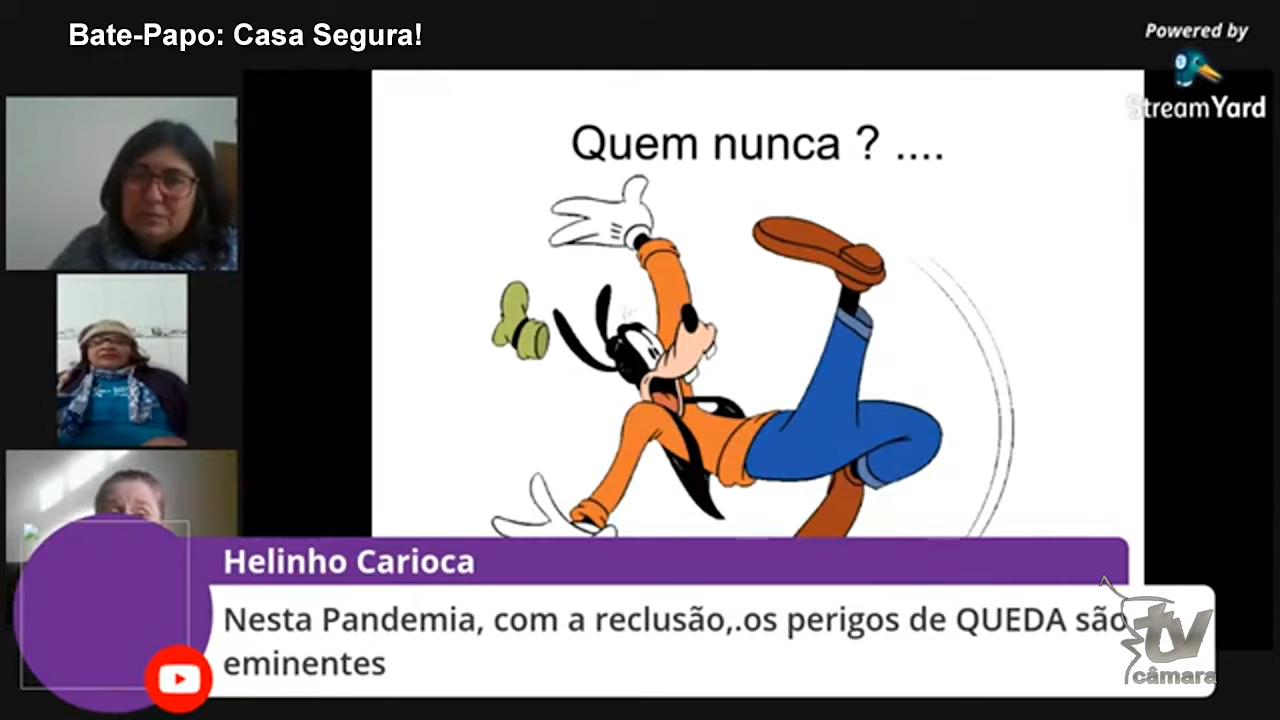 Bate-Papo: Casa Segura!
Powered by
StreamYard
Quem nunca ? ....
Helinho Carioca
Nesta Pandemia, com a reclusão,.os perigos de QUEDA são
eminentes
tv
câmara